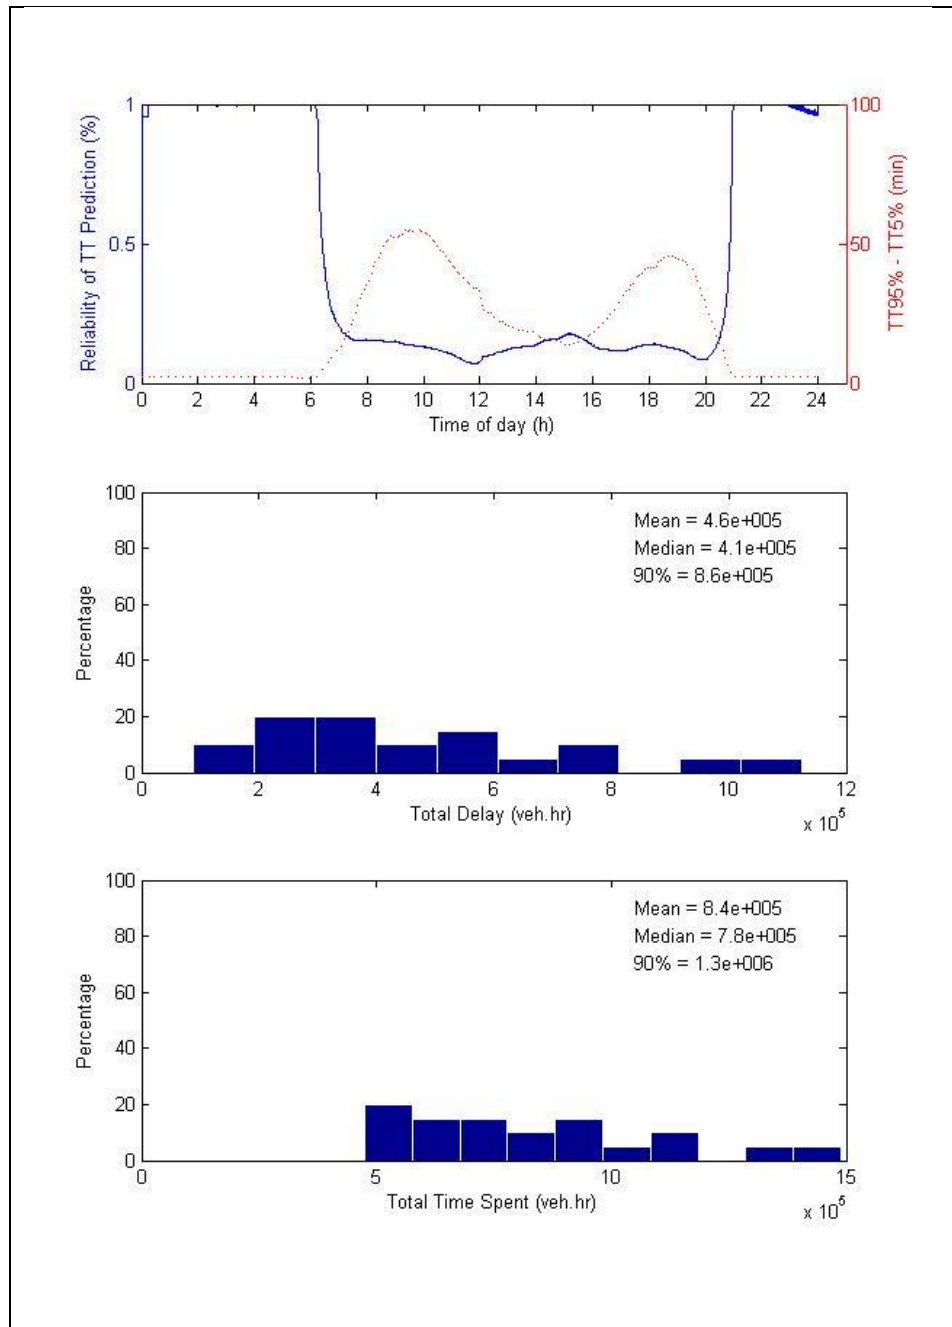 1
0.5
0
Reliability of TT Prediction (%)
100
50
0
TT95% - TT5% (min)
0 2 4 6 8 10 12 14 16 18 20 22 24
Time of day (h)
100
80
60
40
20
0
Percentage
Mean = 4.6e+005
Median = 4.1e+005
90% = 8.6e+005
0 2 4 6 8 10 12
Total Delay (veh.hr)
x 10^5
100
80
60
40
20
0
Percentage
Mean = 8.4e+005
Median = 7.8e+005
90% = 1.3e+006
0 5 10 15
Total Time Spent (veh.hr)
x 10^5